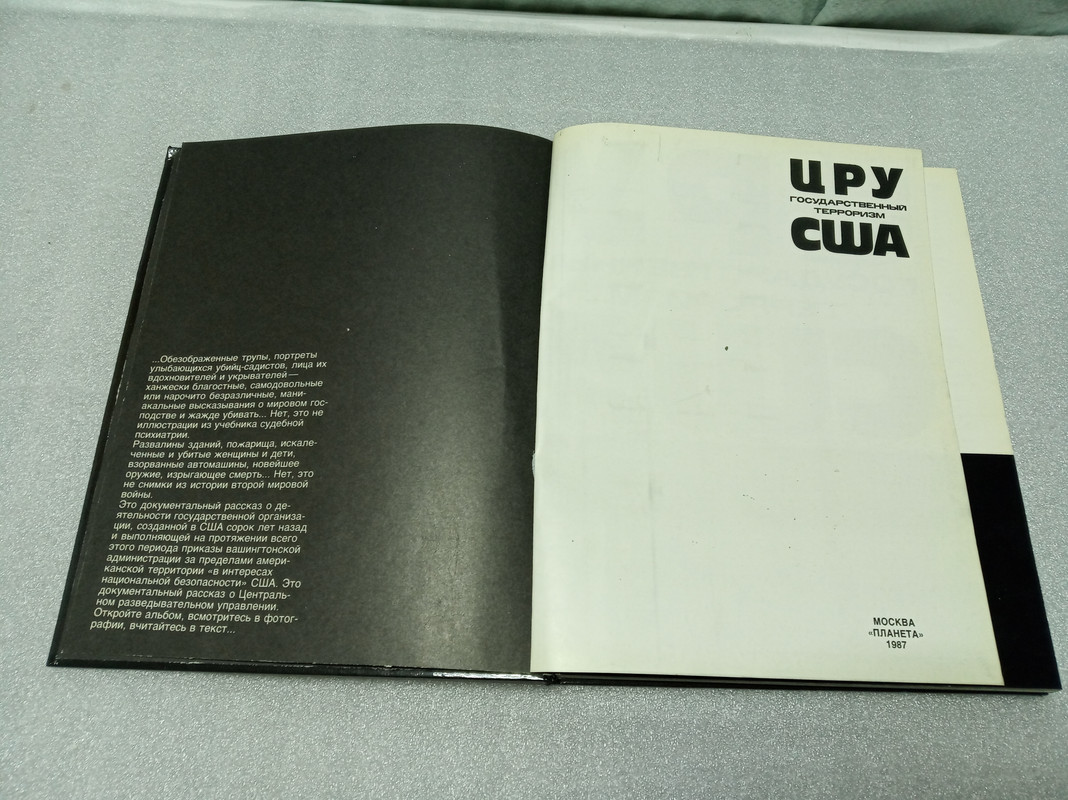 ...Обезображенные трупы, портреты
улыбающихся убийц-садистов, лица их
вдохновителей и укрывателей—
ханжески благостные, самодовольные
или нарочито безразличные, мани-
акальные высказывания о мировом гос-
подстве и жажде убивать... Нет, это не
иллюстрации из учебника судебной
психиатрии.
Развалины зданий, пожарища, искале-
ченные и убитые женщины и дети,
взорванные автомашины, новейшее
оружие, изрыгающее смерть... Нет, это
не снимки из истории второй мировой
войны.
Это документальный рассказ о де-
ятельности государственной организа-
ции, созданной в США сорок лет назад
и выполняющей на протяжении всего
этого периода приказы вашингтонской
администрации за пределами амери-
канской территории «в интересах
национальной безопасности» США. Это
документальный рассказ о Централь-
ном разведывательном управлении.
Откройте альбом, всмотритесь в фотог-
рафии, вчитайтесь в текст...
ЦРУ
ГОСУДАРСТВЕННЫЙ
ТЕРРОРИЗМ
США
МОСКВА
«ПЛАНЕТА»
1987